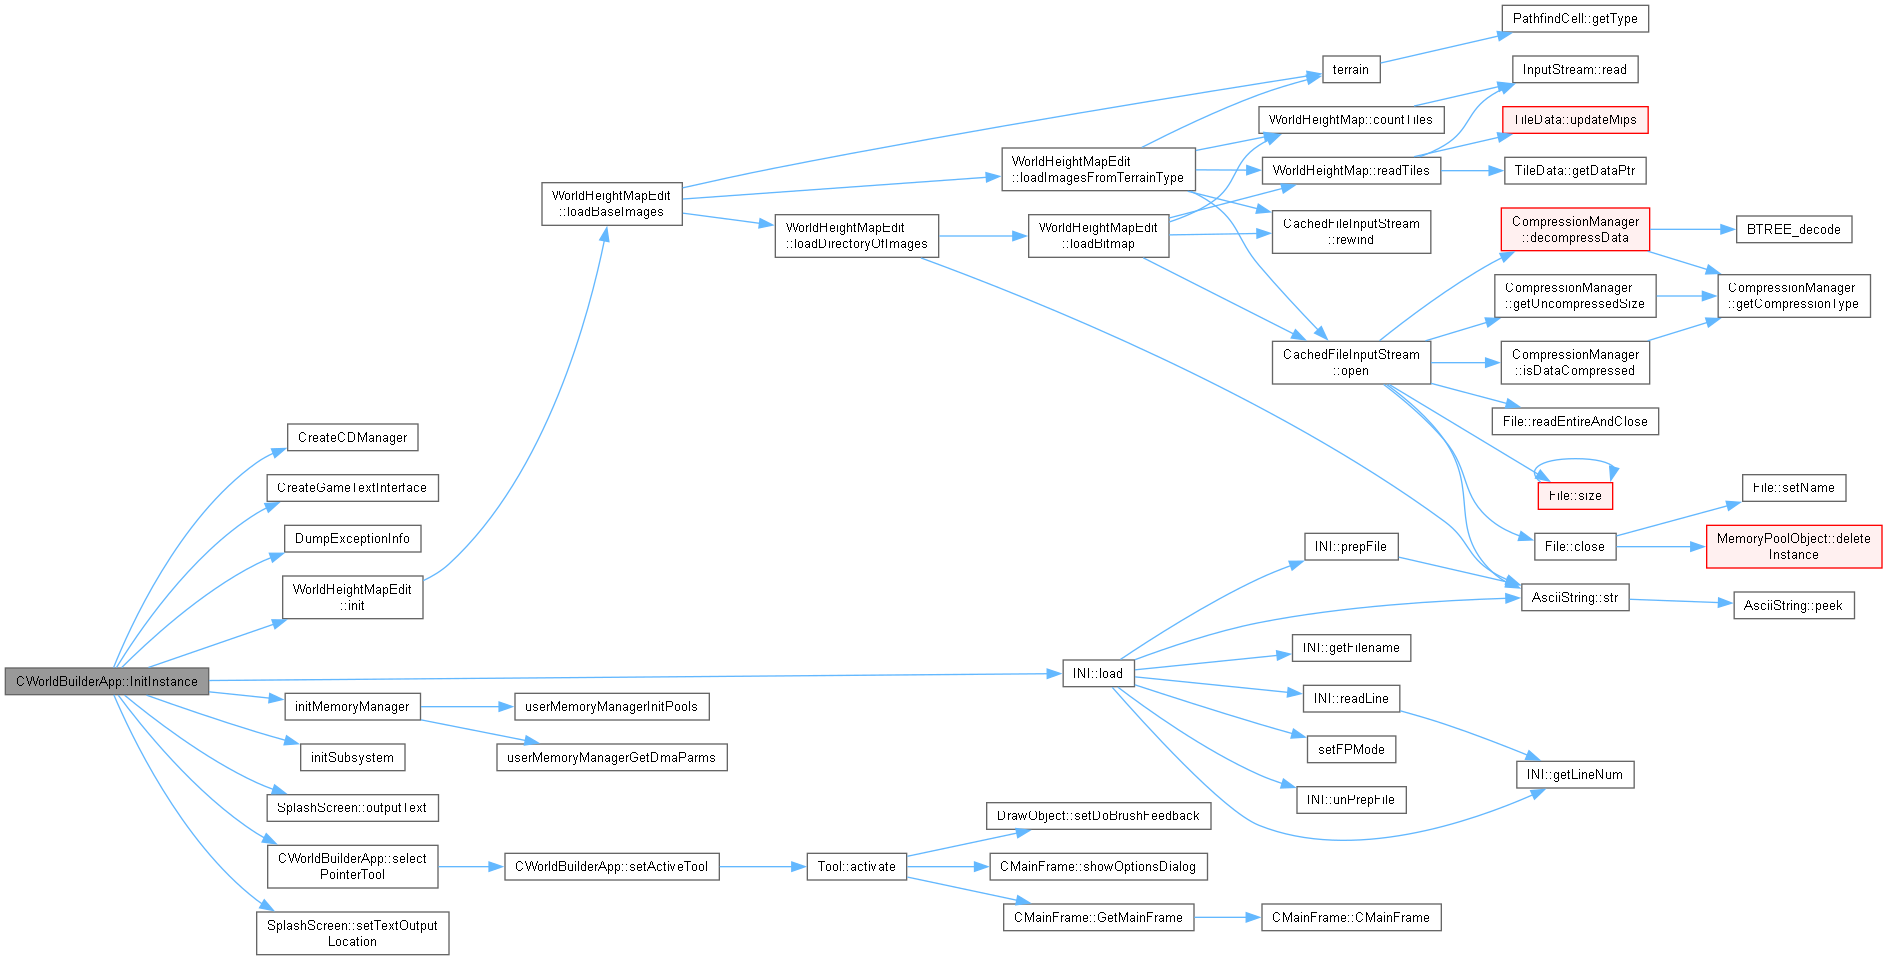 PathfindCell::getType
terrain
InputStream::read
WorldHeightMap::countTiles
TileData::updateMips
WorldHeightMapEdit
::loadImagesFromTerrainType
WorldHeightMap::readTiles
TileData::getDataPtr
WorldHeightMapEdit
::loadBaseImages
WorldHeightMapEdit
::loadDirectoryOfImages
WorldHeightMapEdit
::loadBitmap
CachedFileInputStream
::rewind
CompressionManager
::decompressData
BTREE_decode
CompressionManager
::getUncompressedSize
CompressionManager
::getCompressionType
CachedFileInputStream
::open
CompressionManager
::isDataCompressed
File::readEntireAndClose
CreateCDManager
CreateGameTextInterface
File::size
File::setName
DumpExceptionInfo
INI::prepFile
File::close
MemoryPoolObject::delete
Instance
WorldHeightMapEdit
::init
AsciiString::str
AsciiString::peek
CWorldBuilderApp::InitInstance
INI::load
INI::getFilename
initMemoryManager
userMemoryManagerInitPools
INI::readLine
initSubsystem
userMemoryManagerGetDmaParms
setFPMode
INI::getLineNum
SplashScreen::outputText
INI::unPrepFile
DrawObject::setDoBrushFeedback
CWorldBuilderApp::select
PointerTool
CWorldBuilderApp::setActiveTool
Tool::activate
CMainFrame::showOptionsDialog
SplashScreen::setTextOutput
Location
CMainFrame::GetMainFrame
CMainFrame::CMainFrame